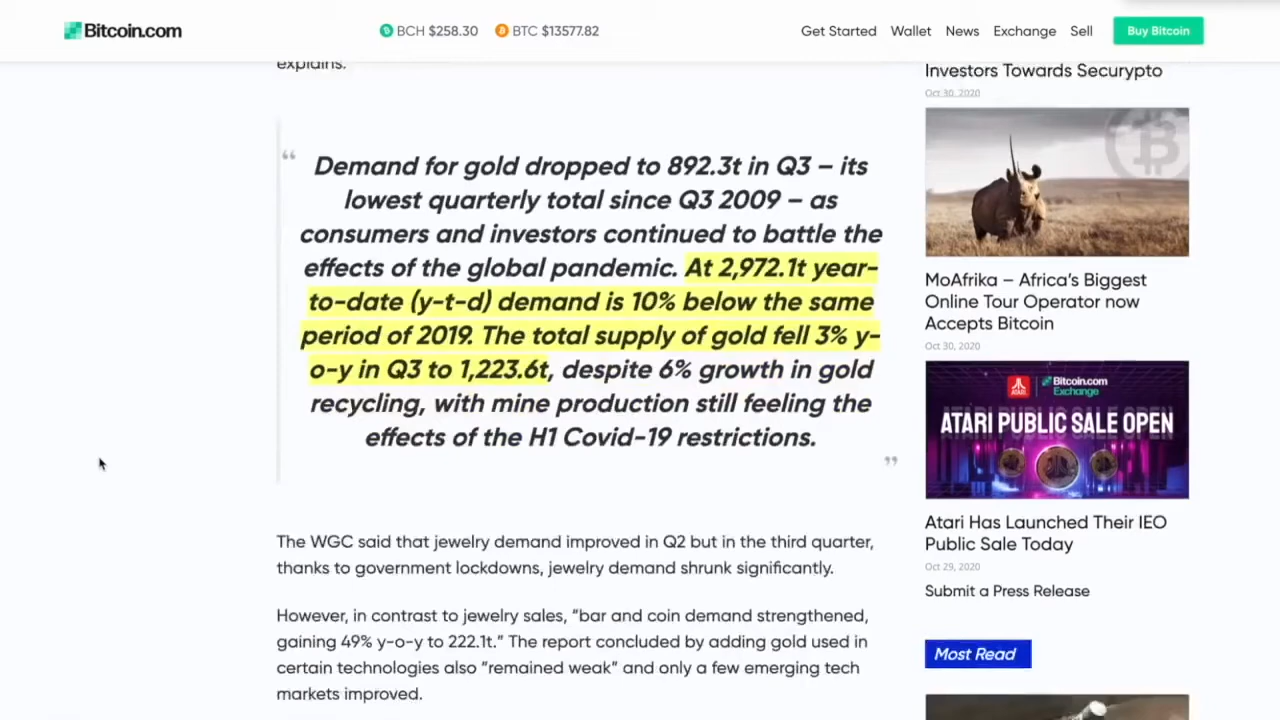 Bitcoin.com
BCH $258.30
BTC $13577.82
Get Started
Wallet
News
Exchange
Sell
Buy Bitcoin
explains.
“
Demand for gold dropped to 892.3t in Q3 – its
lowest quarterly total since Q3 2009 – as
consumers and investors continued to battle the
effects of the global pandemic. At 2,972.1t year-
to-date (y-t-d) demand is 10% below the same
period of 2019. The total supply of gold fell 3% y-
o-y in Q3 to 1,223.6t, despite 6% growth in gold
recycling, with mine production still feeling the
effects of the H1 Covid-19 restrictions.
”
The WGC said that jewelry demand improved in Q2 but in the third quarter,
thanks to government lockdowns, jewelry demand shrunk significantly.
However, in contrast to jewelry sales, “bar and coin demand strengthened,
gaining 49% y-o-y to 222.1t.” The report concluded by adding gold used in
certain technologies also “remained weak” and only a few emerging tech
markets improved.
Investors Towards Securypto
Oct 30, 2020
MoAfrika – Africa’s Biggest
Online Tour Operator now
Accepts Bitcoin
Oct 30, 2020
ATARI
Bitcoin.com
Exchange
ATARI PUBLIC SALE OPEN
Atari Has Launched Their IEO
Public Sale Today
Oct 29, 2020
Submit a Press Release
Most Read